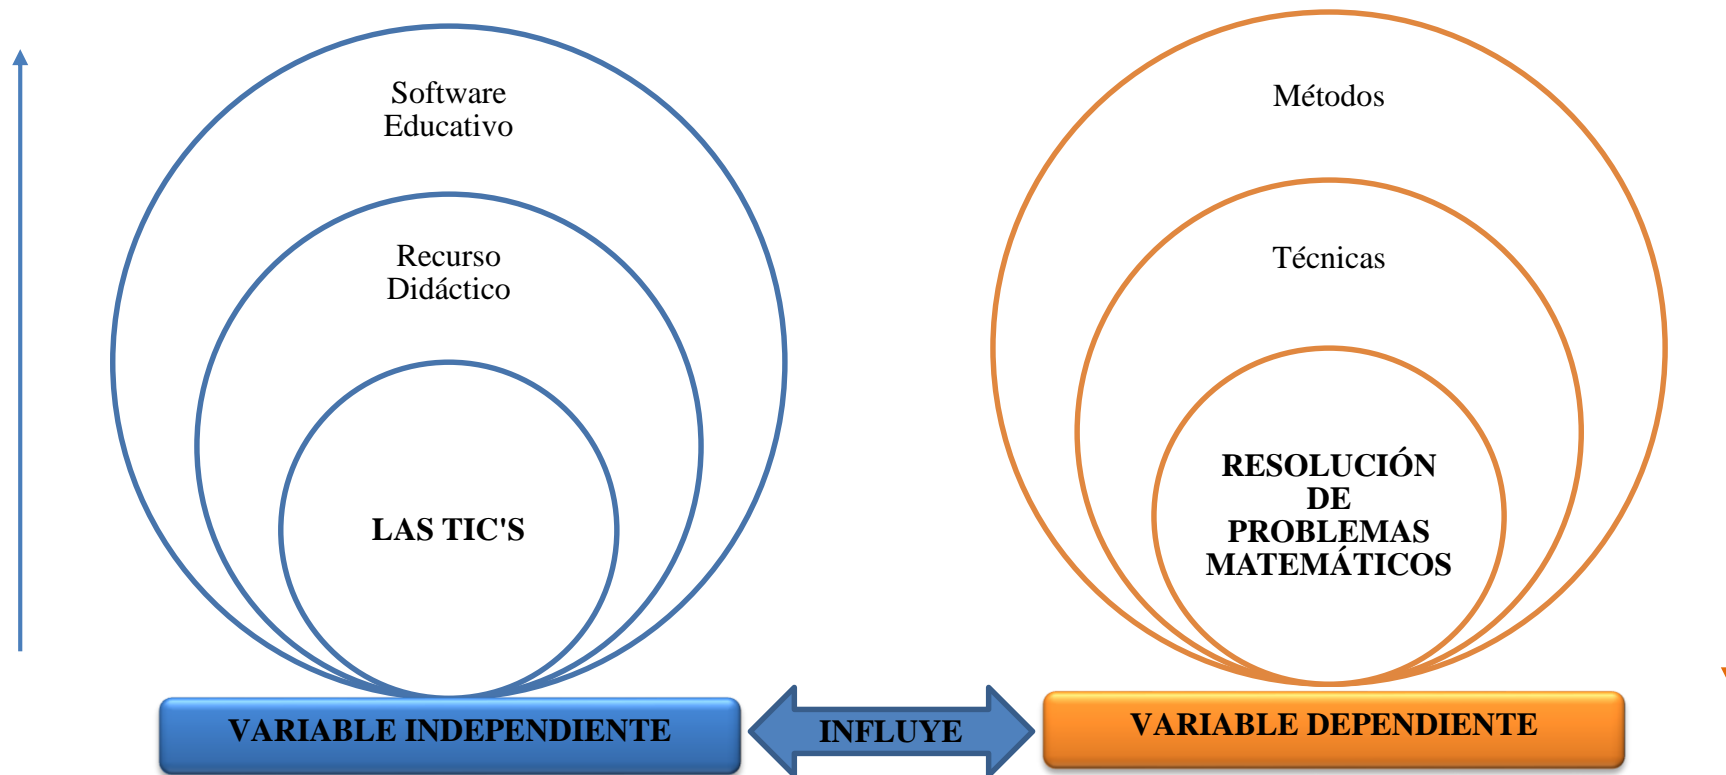 Software
Educativo
Recurso
Didáctico
LAS TIC'S
VARIABLE INDEPENDIENTE
INFLUYE
Métodos
Técnicas
RESOLUCIÓN
DE
PROBLEMAS
MATEMÁTICOS
VARIABLE DEPENDIENTE